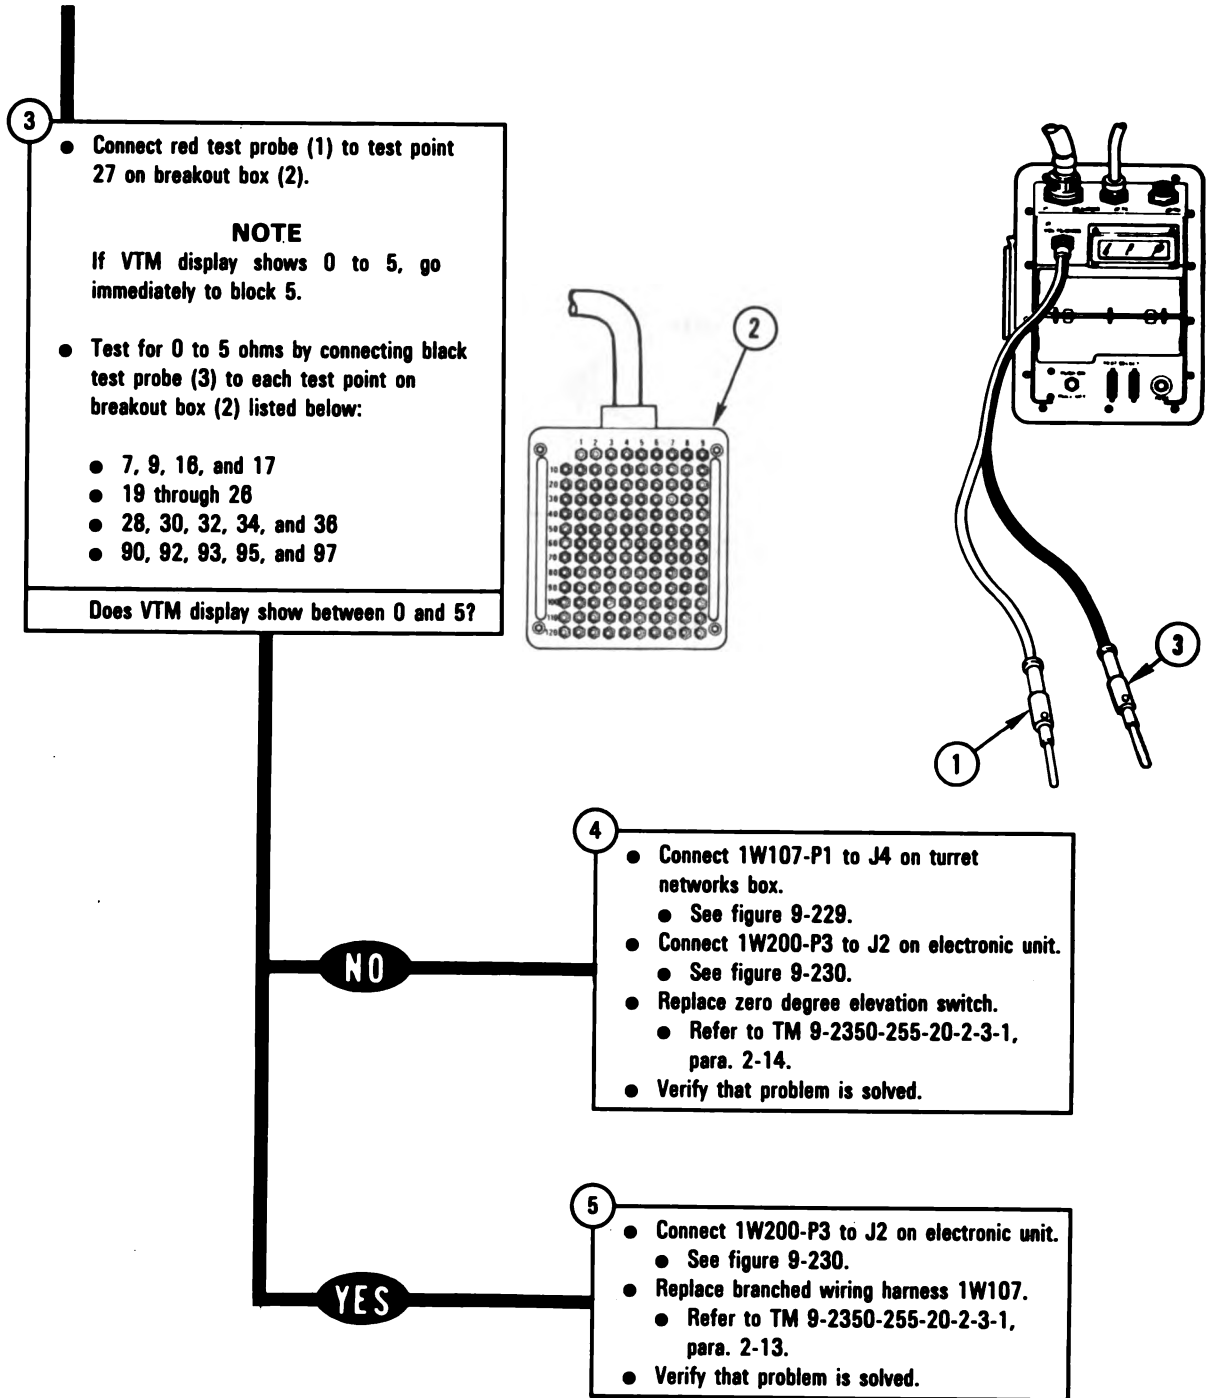 3
● Connect red test probe (1) to test point
27 on breakout box (2).
NOTE
If VTM display shows 0 to 5, go
immediately to block 5.
● Test for 0 to 5 ohms by connecting black
test probe (3) to each test point on
breakout box (2) listed below:
● 7, 9, 16, and 17
● 19 through 26
● 28, 30, 32, 34, and 36
● 90, 92, 93, 95, and 97
Does VTM display show between 0 and 5?
2
1 2 3 4 5 6 7 8 9
10
20
30
40
50
60
70
80
90
100
110
120
1
3
NO
4
● Connect 1W107-P1 to J4 on turret
networks box.
● See figure 9-229.
● Connect 1W200-P3 to J2 on electronic unit.
● See figure 9-230.
● Replace zero degree elevation switch.
● Refer to TM 9-2350-255-20-2-3-1,
para. 2-14.
● Verify that problem is solved.
YES
5
● Connect 1W200-P3 to J2 on electronic unit.
● See figure 9-230.
● Replace branched wiring harness 1W107.
● Refer to TM 9-2350-255-20-2-3-1,
para. 2-13.
● Verify that problem is solved.